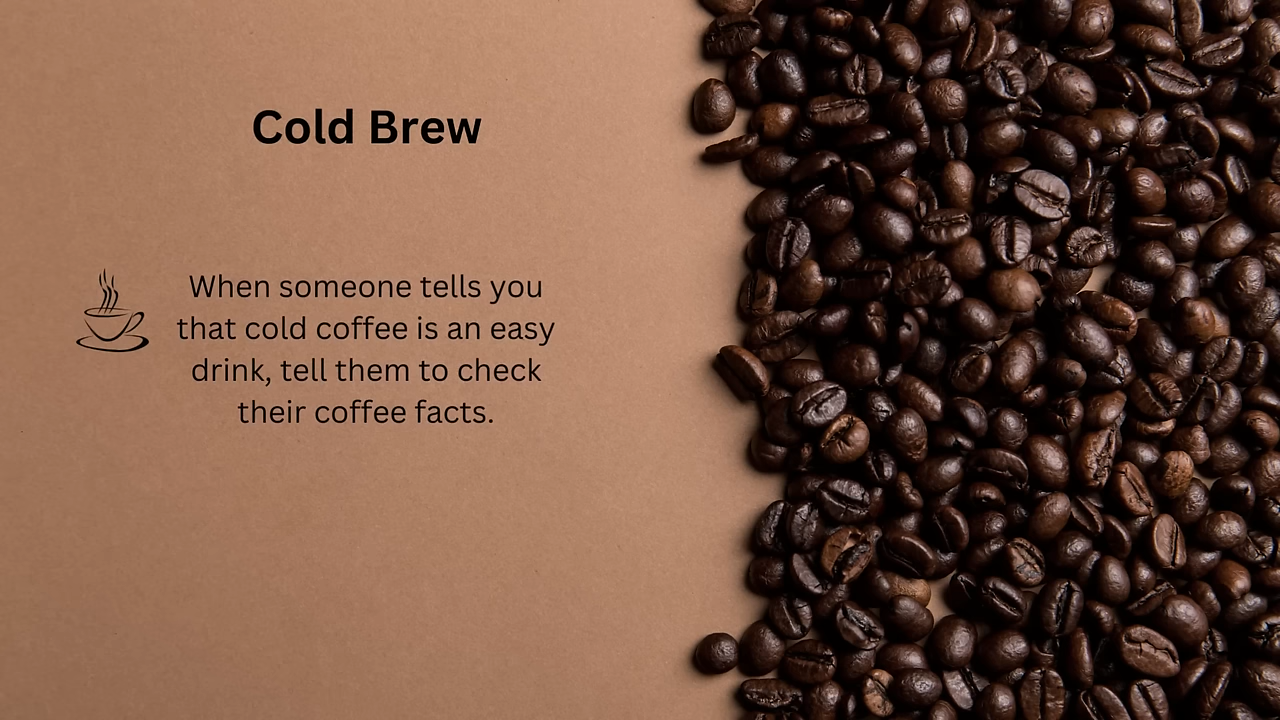 Cold Brew
When someone tells you
that cold coffee is an easy
drink, tell them to check
their coffee facts.